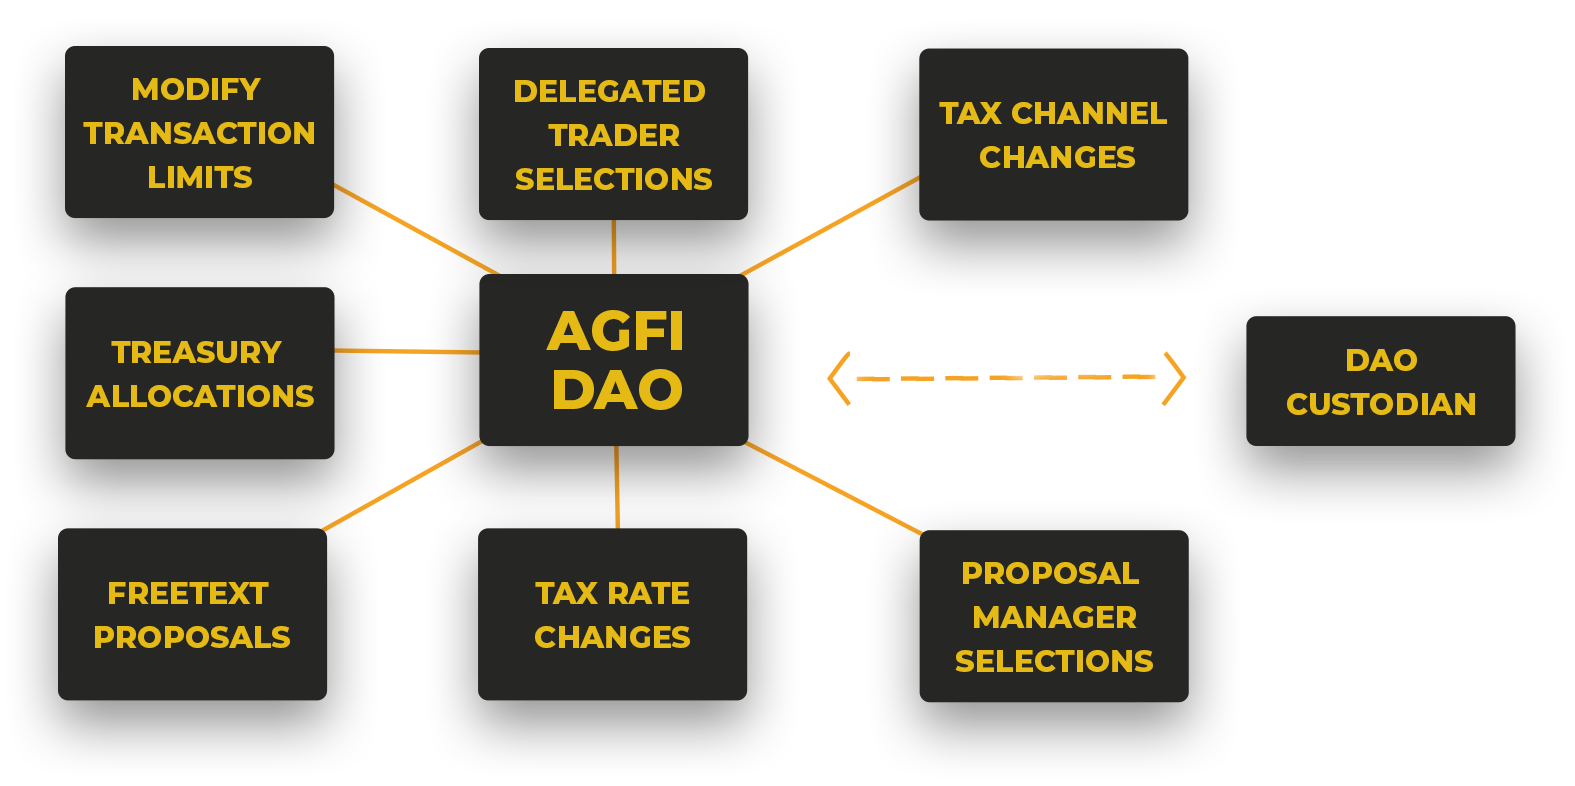 MODIFY
TRANSACTION
LIMITS
DELEGATED
TRADER
SELECTIONS
TAX CHANNEL
CHANGES
TREASURY
ALLOCATIONS
AGFI
DAO
DAO
CUSTODIAN
FREETEXT
PROPOSALS
TAX RATE
CHANGES
PROPOSAL
MANAGER
SELECTIONS